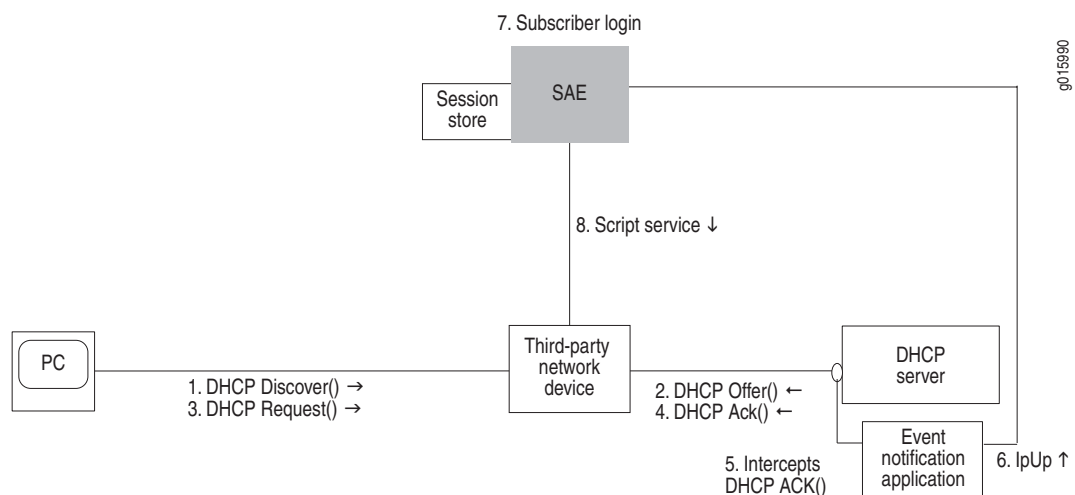 7. Subscriber login
g015990
SAE
Session
store
8. Script service ↓
PC
Third-party
network
device
DHCP
server
1. DHCP Discover() →
3. DHCP Request() →
2. DHCP Offer() ←
4. DHCP Ack() ←
Event
notification
application
5. Intercepts
DHCP ACK()
6. IpUp ↑